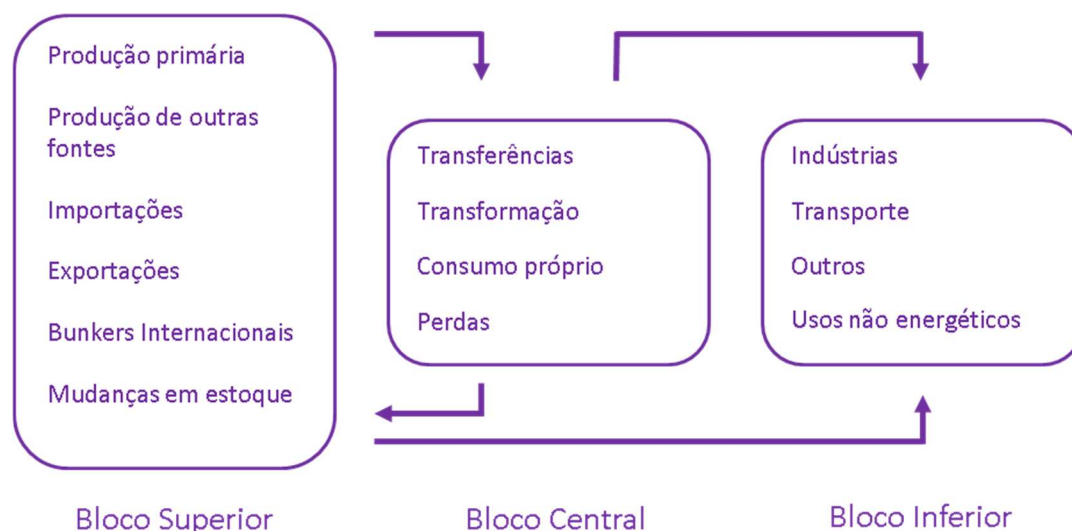 Produção primária
Produção de outras
fontes
Importações
Exportações
Bunkers Internacionais
Mudanças em estoque
Transferências
Transformação
Consumo próprio
Perdas
Indústrias
Transporte
Outros
Usos não energéticos
Bloco Superior
Bloco Central
Bloco Inferior